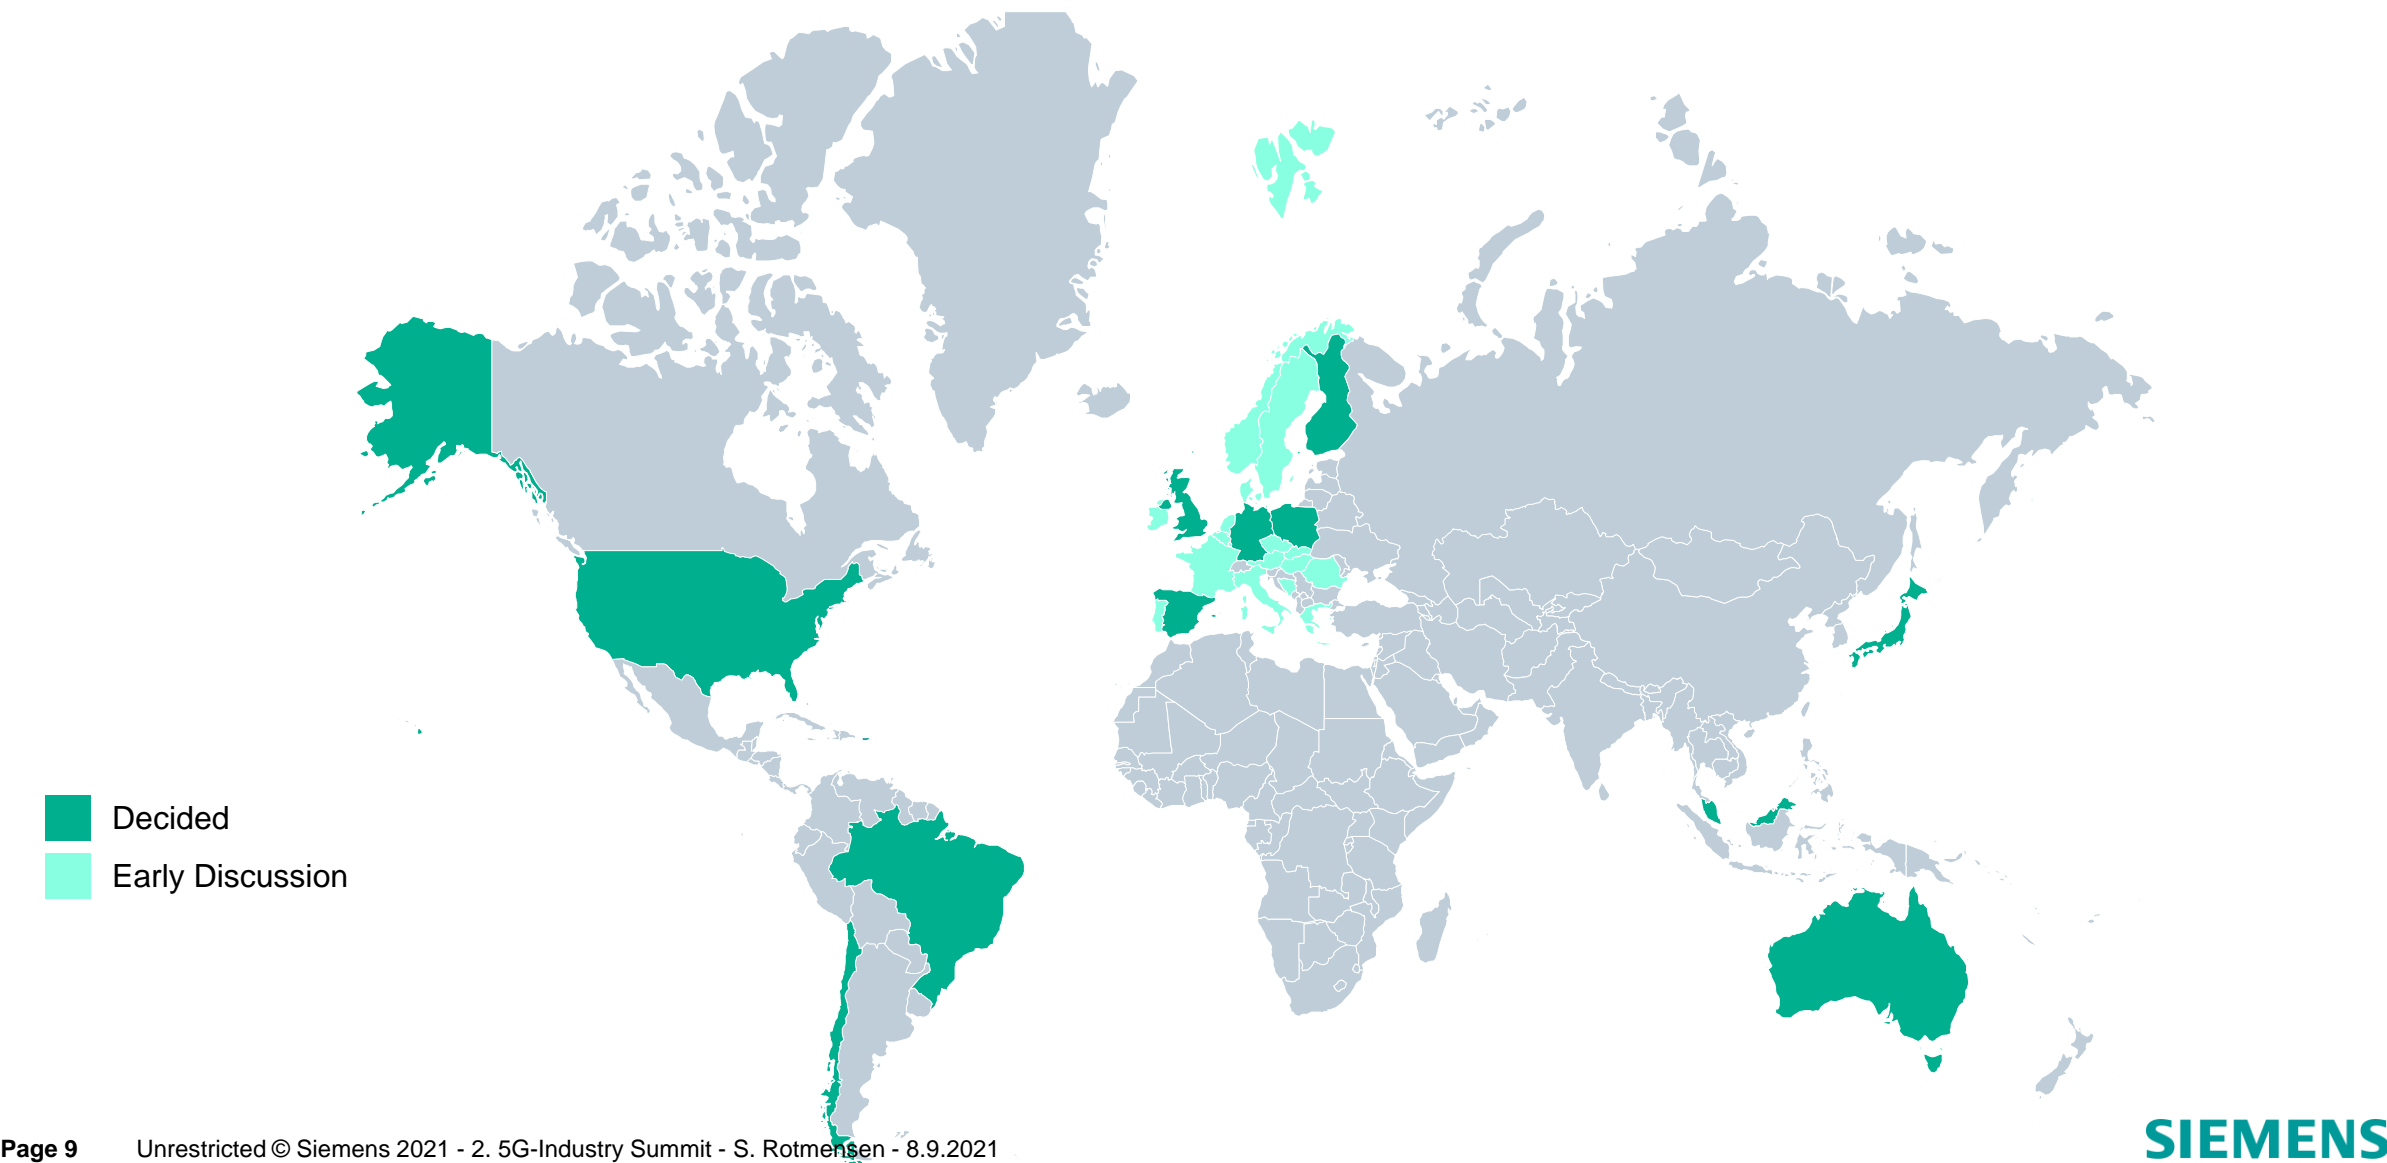 Decided
Early Discussion
Page 9 Unrestricted © Siemens 2021 - 2. 5G-Industry Summit - S. Rotmensen - 8.9.2021
SIEMENS